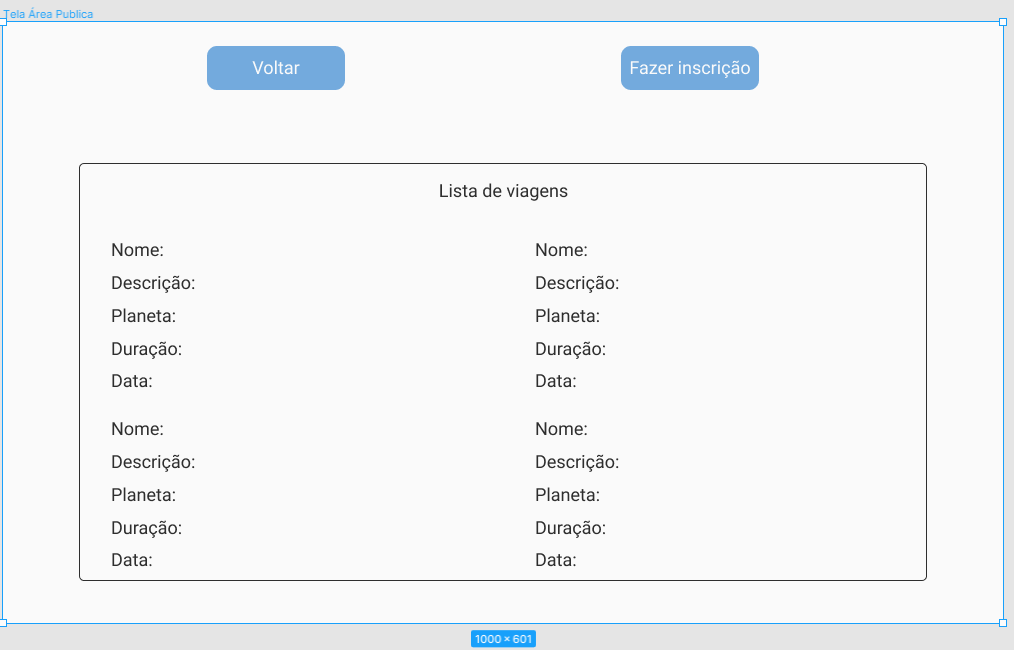 Tela Área Publica
Voltar
Fazer inscrição
Lista de viagens
Nome:
Descrição:
Planeta:
Duração:
Data:
Nome:
Descrição:
Planeta:
Duração:
Data:
Nome:
Descrição:
Planeta:
Duração:
Data:
Nome:
Descrição:
Planeta:
Duração:
Data:
1000 × 601